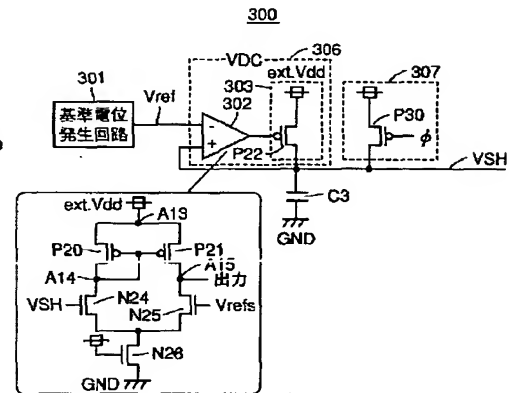 300
VDC
306
ext.Vdd
303
307
301
302
基準電位
発生回路
Vref
-
+
P22
P30
φ
VSH
C3
GND
ext.Vdd
A13
P20
P21
A14
A15
出力
VSH
N24
N25
Vrefs
N26
GND